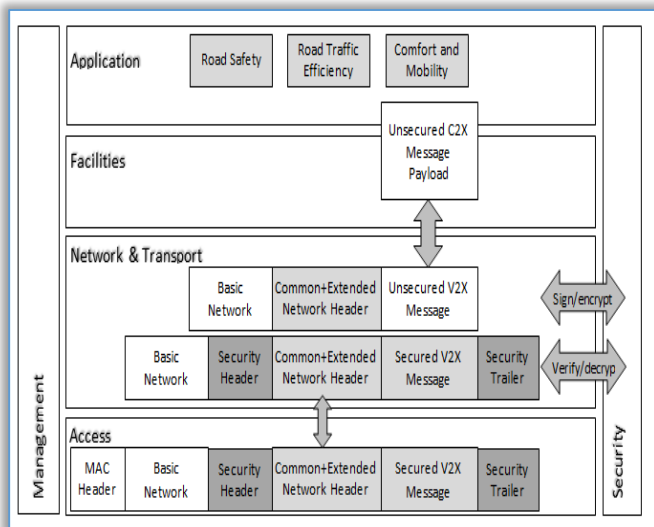 Application
Road Safety
Road Traffic
Efficiency
Comfort and
Mobility
Unsecured C2X
Message
Payload
Facilities
Network & Transport
Basic
Network
Common+Extended
Network Header
Unsecured V2X
Message
Sign/encrypt
Basic
Network
Security
Header
Common+Extended
Network Header
Secured V2X
Message
Security
Trailer
Verify/decryp
Access
MAC
Header
Basic
Network
Security
Header
Common+Extended
Network Header
Secured V2X
Message
Security
Trailer
Management
Security